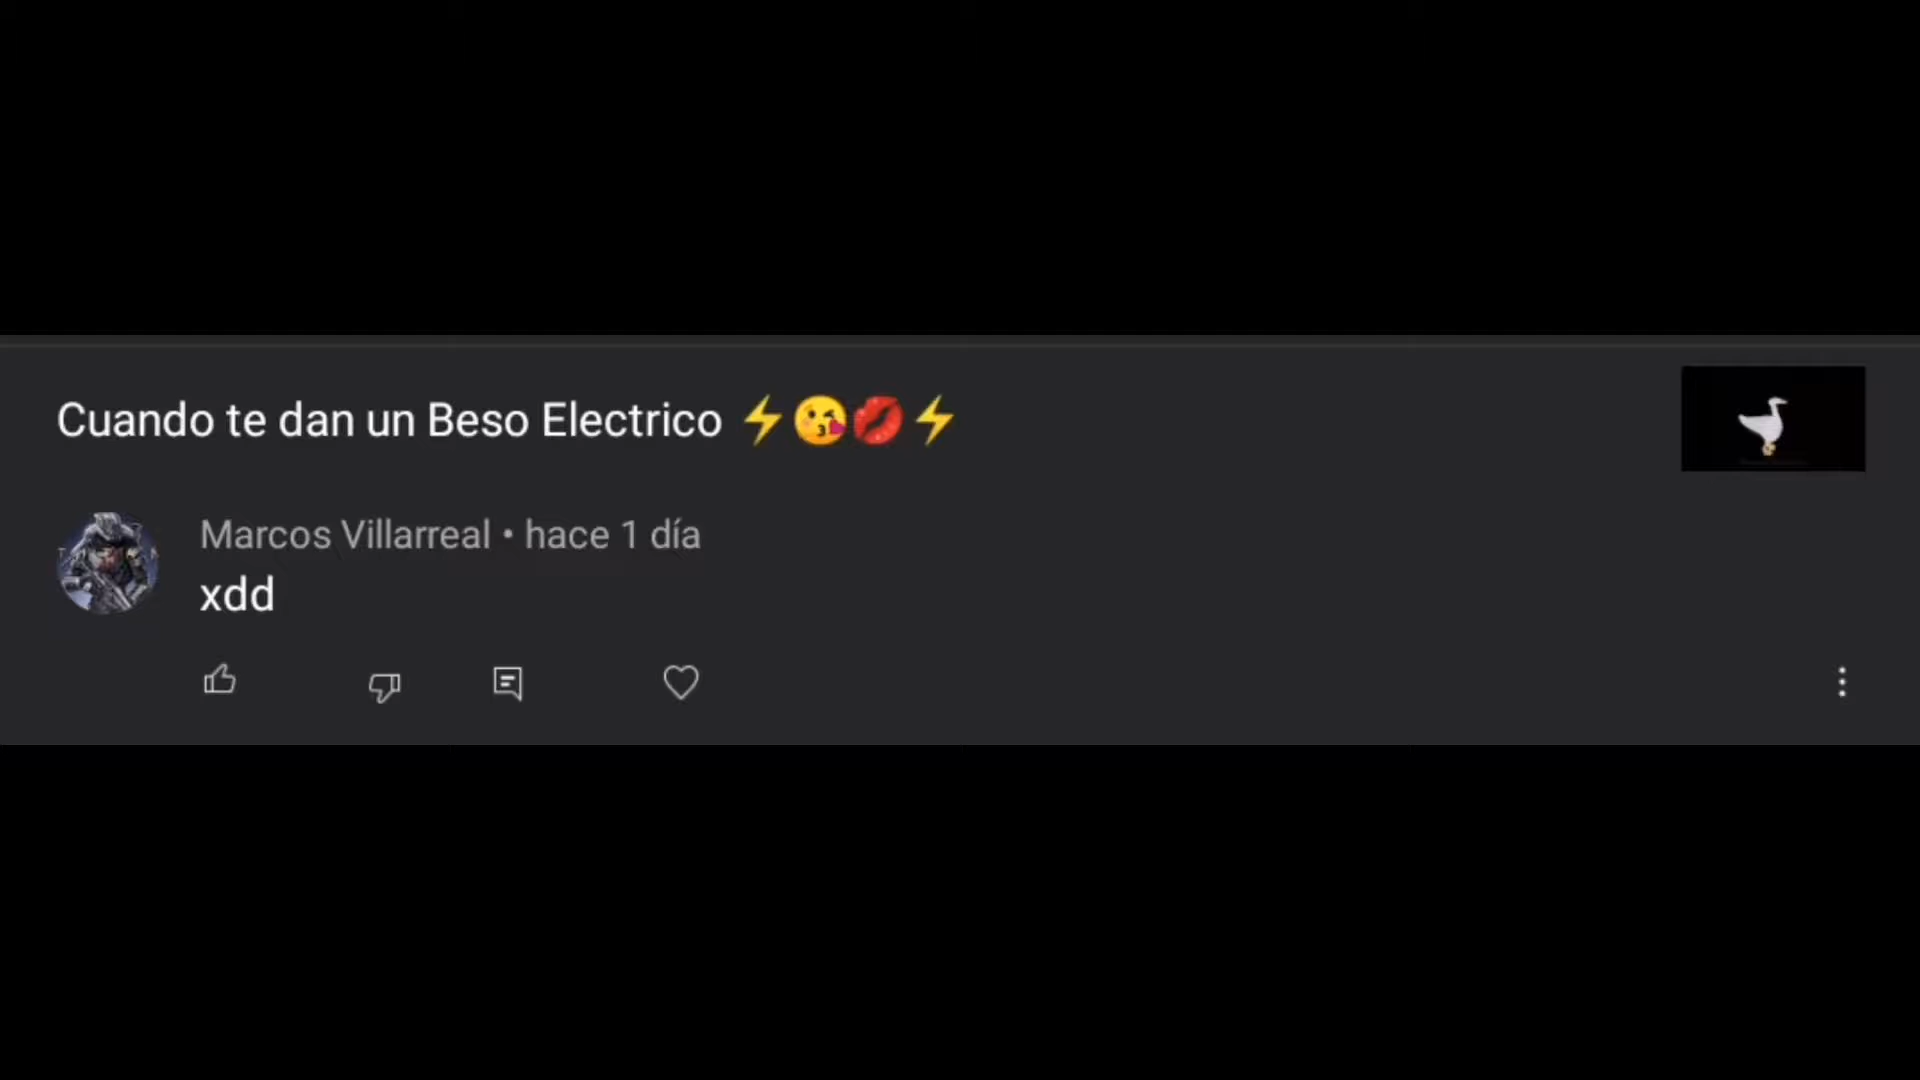 Cuando te dan un Beso Electrico ⚡😘💋⚡
Marcos Villarreal • hace 1 día
xdd